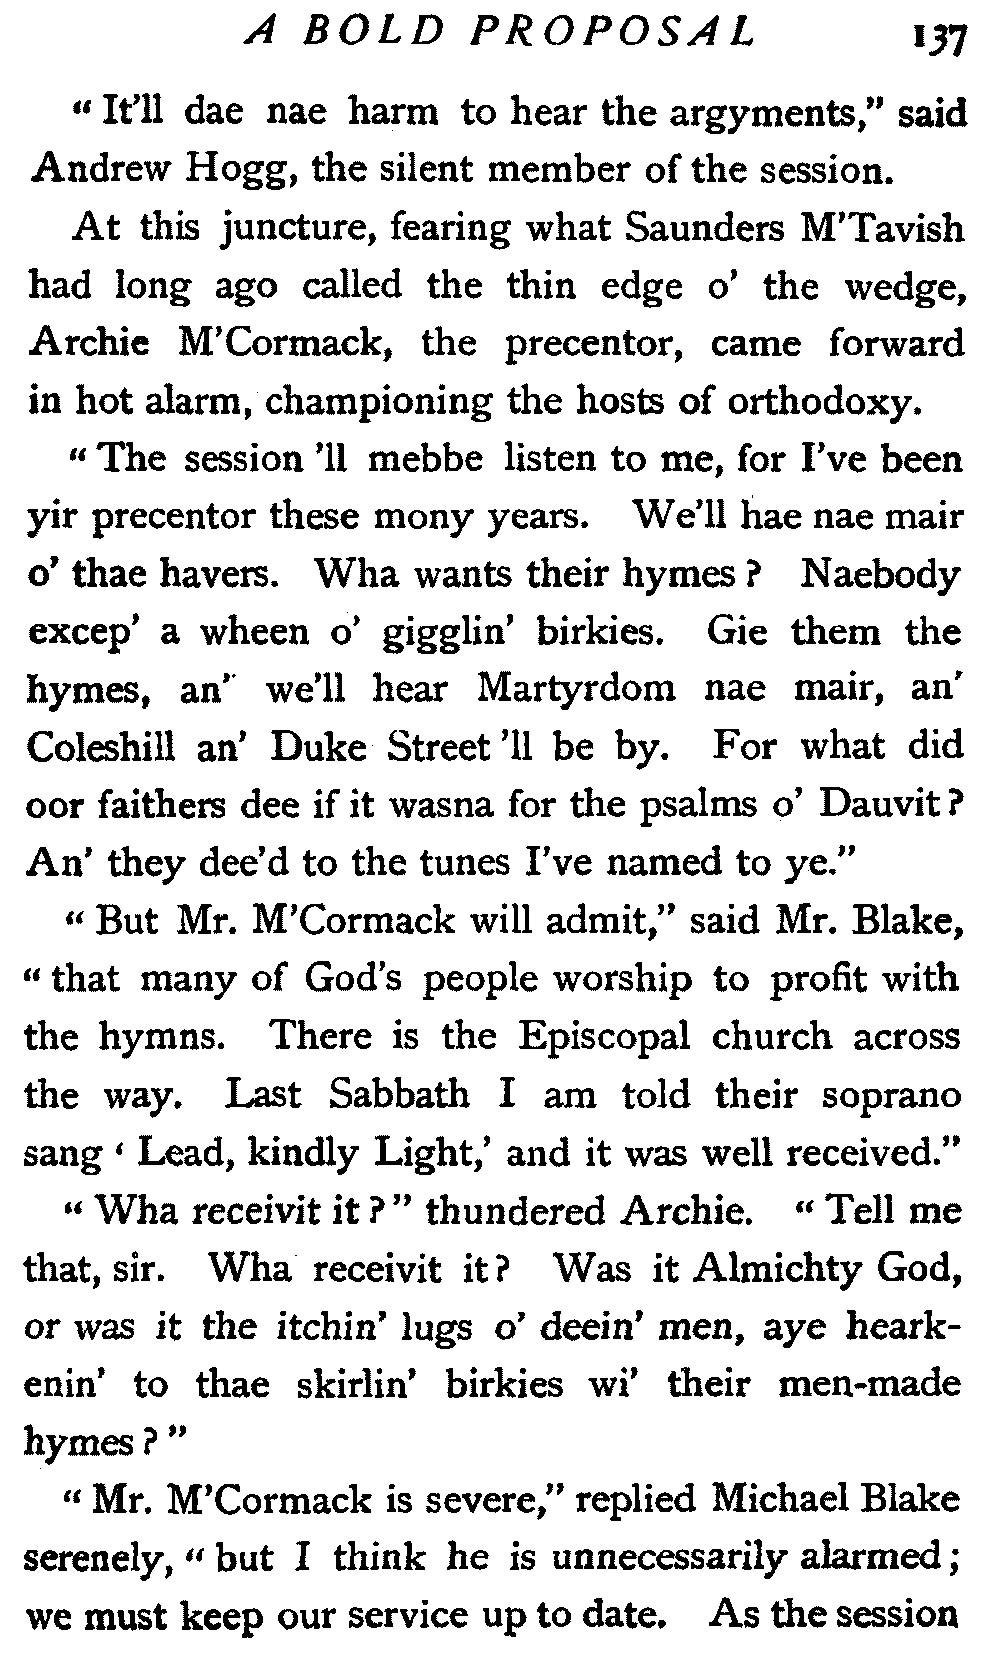 A BOLD PROPOSAL 137
"It'll dae nae harm to hear the argyments," said
Andrew Hogg, the silent member of the session.
At this juncture, fearing what Saunders M'Tavish
had long ago called the thin edge o' the wedge,
Archie M'Cormack, the precentor, came forward
in hot alarm, championing the hosts of orthodoxy.
"The session 'll mebbe listen to me, for I've been
yir precentor these mony years. We'll hae nae mair
o' thae havers. Wha wants their hymes? Naebody
excep' a wheen o' gigglin' birkies. Gie them the
hymes, an' we'll hear Martyrdom nae mair, an'
Coleshill an' Duke Street 'll be by. For what did
oor faithers dee if it wasna for the psalms o' Dauvit?
An' they dee'd to the tunes I've named to ye."
"But Mr. M'Cormack will admit," said Mr. Blake,
"that many of God's people worship to profit with
the hymns. There is the Episcopal church across
the way. Last Sabbath I am told their soprano
sang 'Lead, kindly Light,' and it was well received."
"Wha receivit it?" thundered Archie. "Tell me
that, sir. Wha receivit it? Was it Almichty God,
or was it the itchin' lugs o' deein' men, aye heark-
enin' to thae skirlin' birkies wi' their men-made
hymes?"
"Mr. M'Cormack is severe," replied Michael Blake
serenely, "but I think he is unnecessarily alarmed;
we must keep our service up to date. As the session